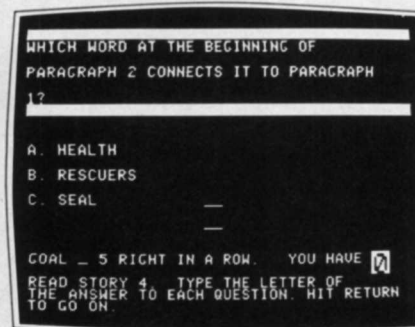 WHICH WORD AT THE BEGINNING OF
PARAGRAPH 2 CONNECTS IT TO PARAGRAPH
1?
A. HEALTH
B. RESCUERS
C. SEAL
GOAL _ 5 RIGHT IN A ROW. YOU HAVE 0
READ STORY 4. TYPE THE LETTER OF
THE ANSWER TO EACH QUESTION. HIT RETURN
TO GO ON.